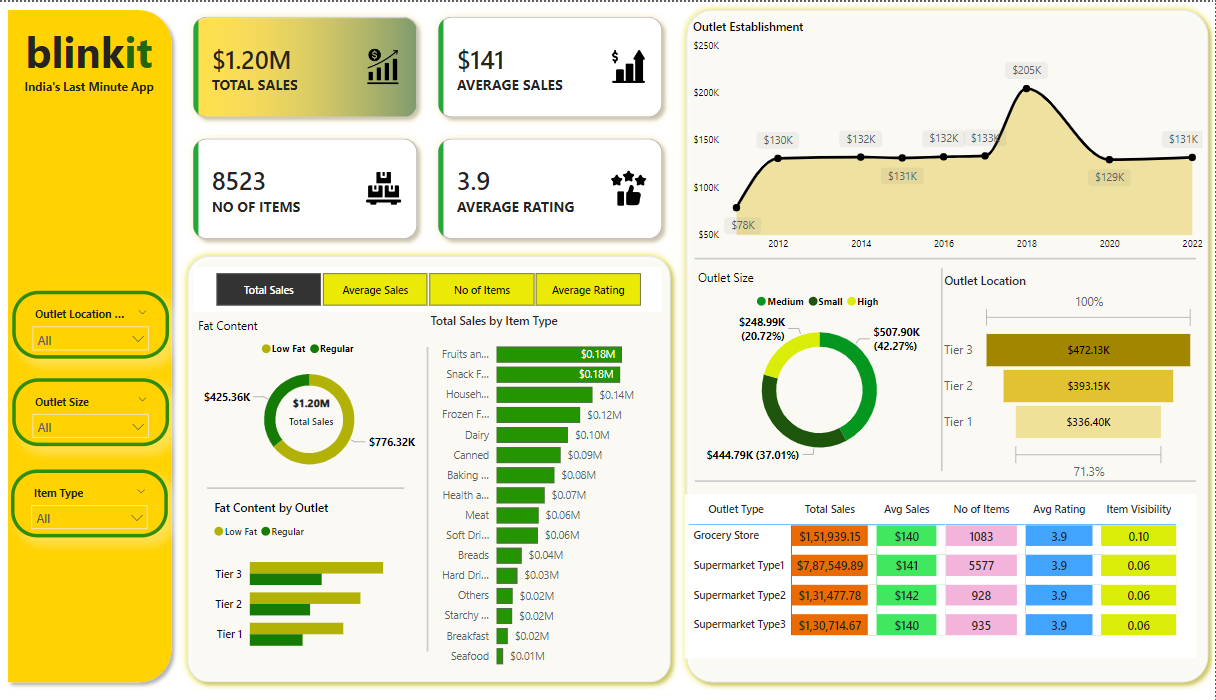 blinkit
India's Last Minute App
Outlet Location ...
All
Outlet Size
All
Item Type
All
$1.20M
TOTAL SALES
$141
AVERAGE SALES
8523
NO OF ITEMS
3.9
AVERAGE RATING
Total Sales
Average Sales
No of Items
Average Rating
Fat Content
Low Fat Regular
$425.36K
$1.20M
Total Sales
$776.32K
Fat Content by Outlet
Low Fat Regular
Tier 3
Tier 2
Tier 1
Total Sales by Item Type
Fruits an... $0.18M
Snack F... $0.18M
Househ... $0.14M
Frozen F... $0.12M
Dairy $0.10M
Canned $0.09M
Baking ... $0.08M
Health a... $0.07M
Meat $0.06M
Soft Dri... $0.06M
Breads $0.04M
Hard Dri... $0.03M
Others $0.02M
Starchy ... $0.02M
Breakfast $0.02M
Seafood $0.01M
Outlet Establishment
$250K
$200K
$150K
$100K
$50K
$78K
$130K
$132K
$131K
$132K
$133K
$205K
$129K
$131K
2012 2014 2016 2018 2020 2022
Outlet Size
Medium Small High
$248.99K
(20.72%)
$507.90K
(42.27%)
$444.79K (37.01%)
Outlet Location
100%
Tier 3 $472.13K
Tier 2 $393.15K
Tier 1 $336.40K
71.3%
Outlet Type Total Sales Avg Sales No of Items Avg Rating Item Visibility
Grocery Store $1,51,939.15 $140 1083 3.9 0.10
Supermarket Type1 $7,87,549.89 $141 5577 3.9 0.06
Supermarket Type2 $1,31,477.78 $142 928 3.9 0.06
Supermarket Type3 $1,30,714.67 $140 935 3.9 0.06